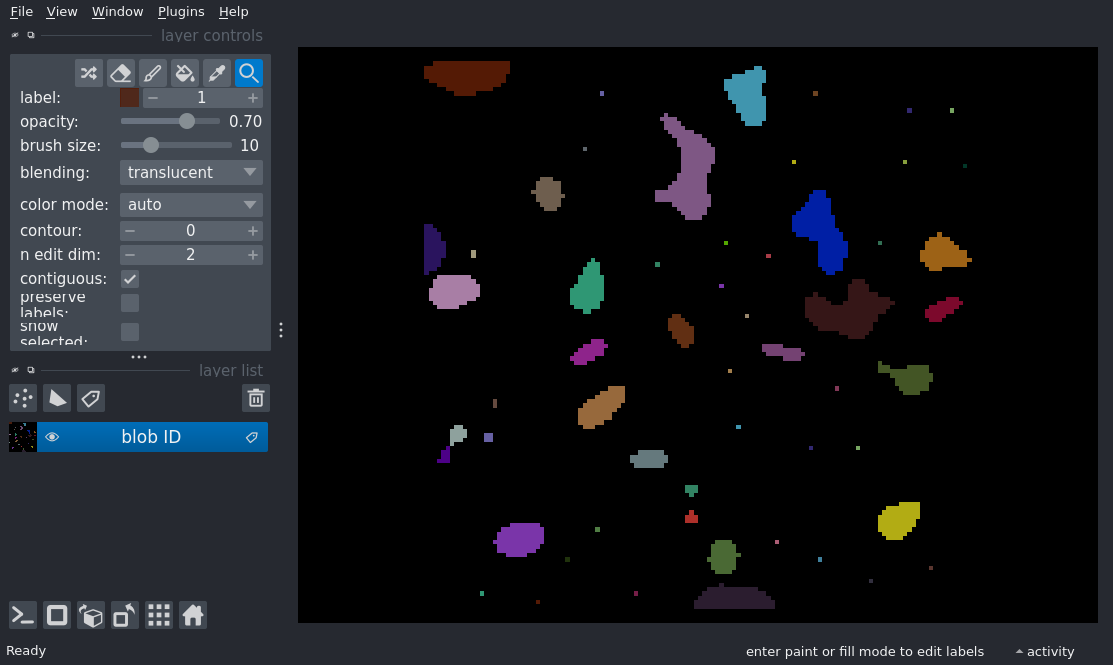 File View Window Plugins Help
layer controls
label: 1
opacity: 0.70
brush size: 10
blending: translucent
color mode: auto
contour: 0
n edit dim: 2
contiguous:
preserve
labels:
show
selected:
layer list
blob ID
Ready
enter paint or fill mode to edit labels
activity